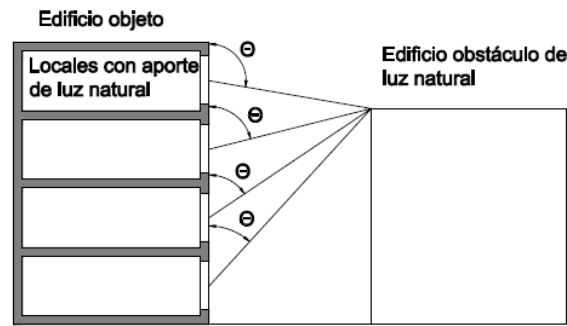 Edificio objeto
Locales con aporte
de luz natural
Edificio obstáculo de
luz natural
Θ
Θ
Θ
Θ